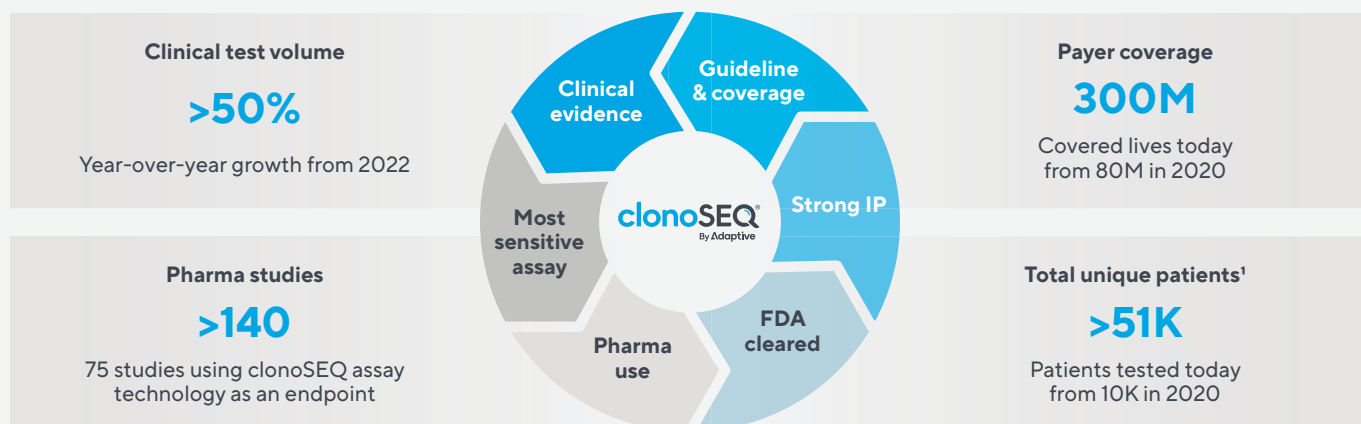 Clinical test volume
>50%
Year-over-year growth from 2022
Pharma studies
>140
75 studies using clonoSEQ assay
technology as an endpoint
Clinical
evidence
Guideline
& coverage
Strong IP
FDA
cleared
Pharma
use
Most
sensitive
assay
clonoSEQ®
By Adaptive
Payer coverage
300M
Covered lives today
from 80M in 2020
Total unique patients¹
>51K
Patients tested today
from 10K in 2020